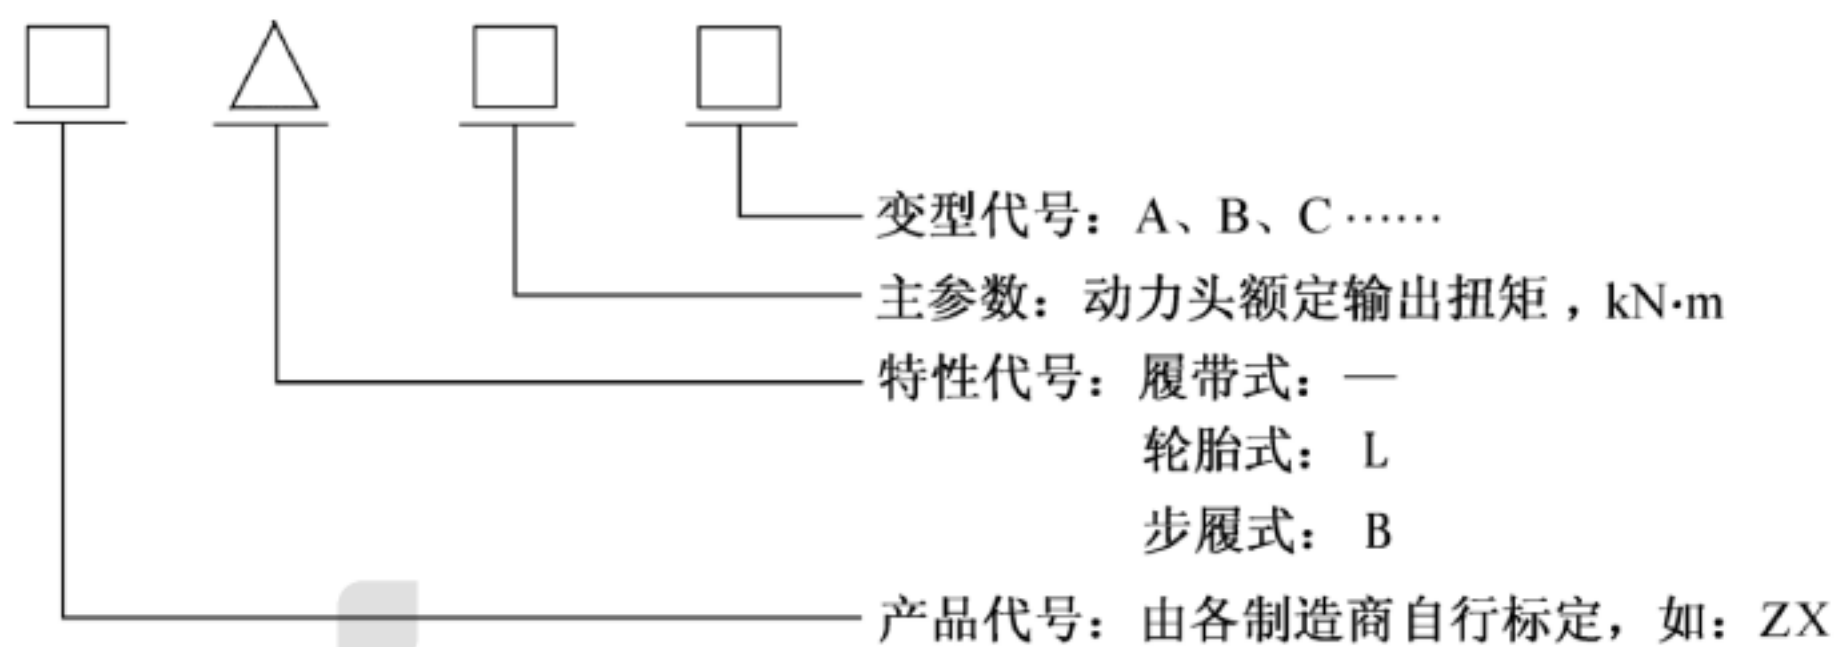 变型代号：A、B、C……
主参数：动力头额定输出扭矩，kN·m
特性代号：履带式：—
轮胎式：L
步履式：B
产品代号：由各制造商自行标定，如：ZX